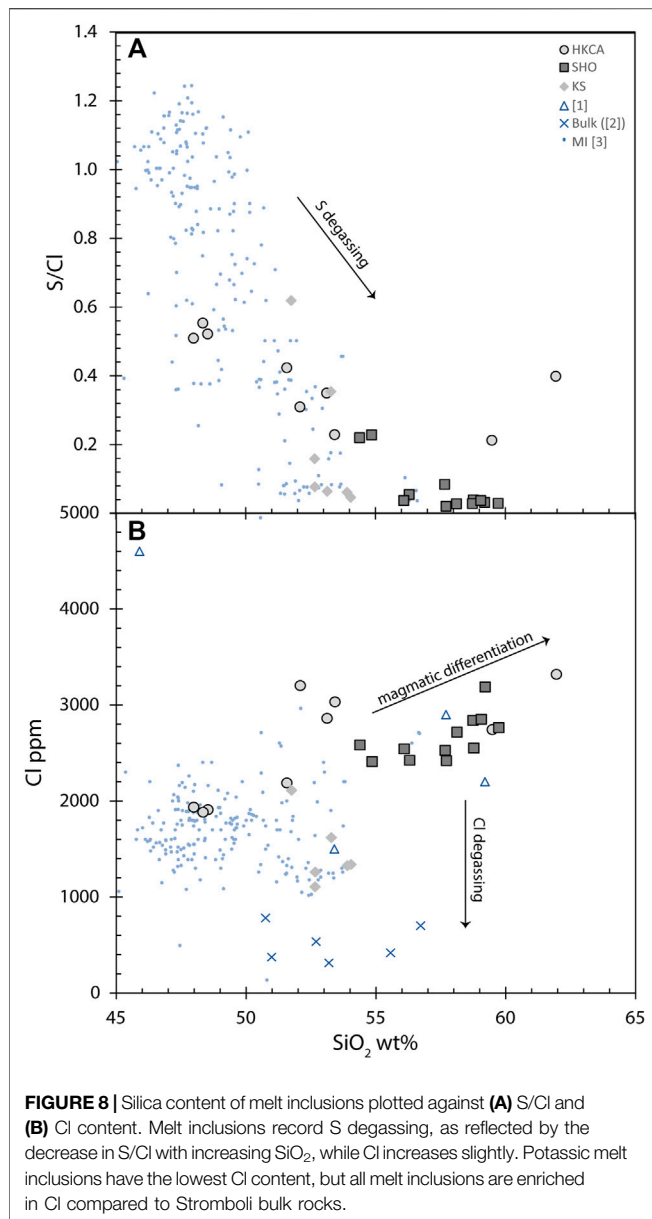 A
HKCA
SHO
KS
[1]
Bulk ([2])
MI [3]
1.4
1.2
1.0
0.8
0.6
0.4
0.2
S/Cl
S degassing
B
5000
4000
3000
2000
1000
0
Cl ppm
magmatic differentiation
Cl degassing
45 50 55 60 65
SiO₂ wt%
FIGURE 8 | Silica content of melt inclusions plotted against (A) S/Cl and
(B) Cl content. Melt inclusions record S degassing, as reflected by the
decrease in S/Cl with increasing SiO₂, while Cl increases slightly. Potassic melt
inclusions have the lowest Cl content, but all melt inclusions are enriched
in Cl compared to Stromboli bulk rocks.